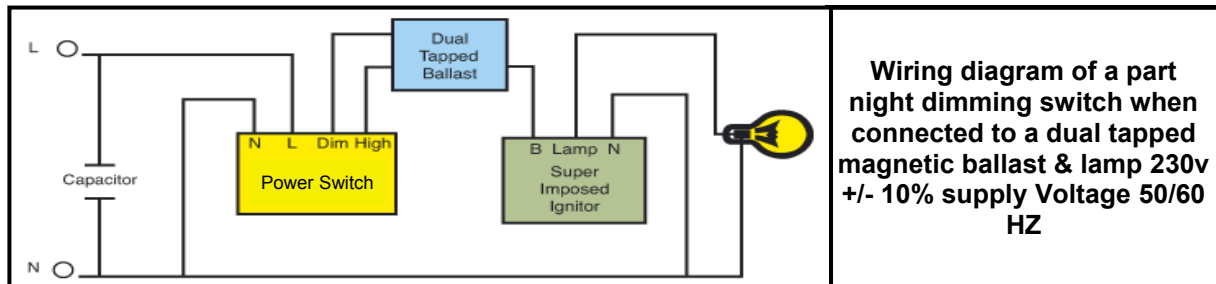 L
Dual
Tapped
Ballast
N L Dim High
Power Switch
Capacitor
B Lamp N
Super
Imposed
Ignitor
N
Wiring diagram of a part
night dimming switch when
connected to a dual tapped
magnetic ballast & lamp 230v
+/- 10% supply Voltage 50/60
HZ